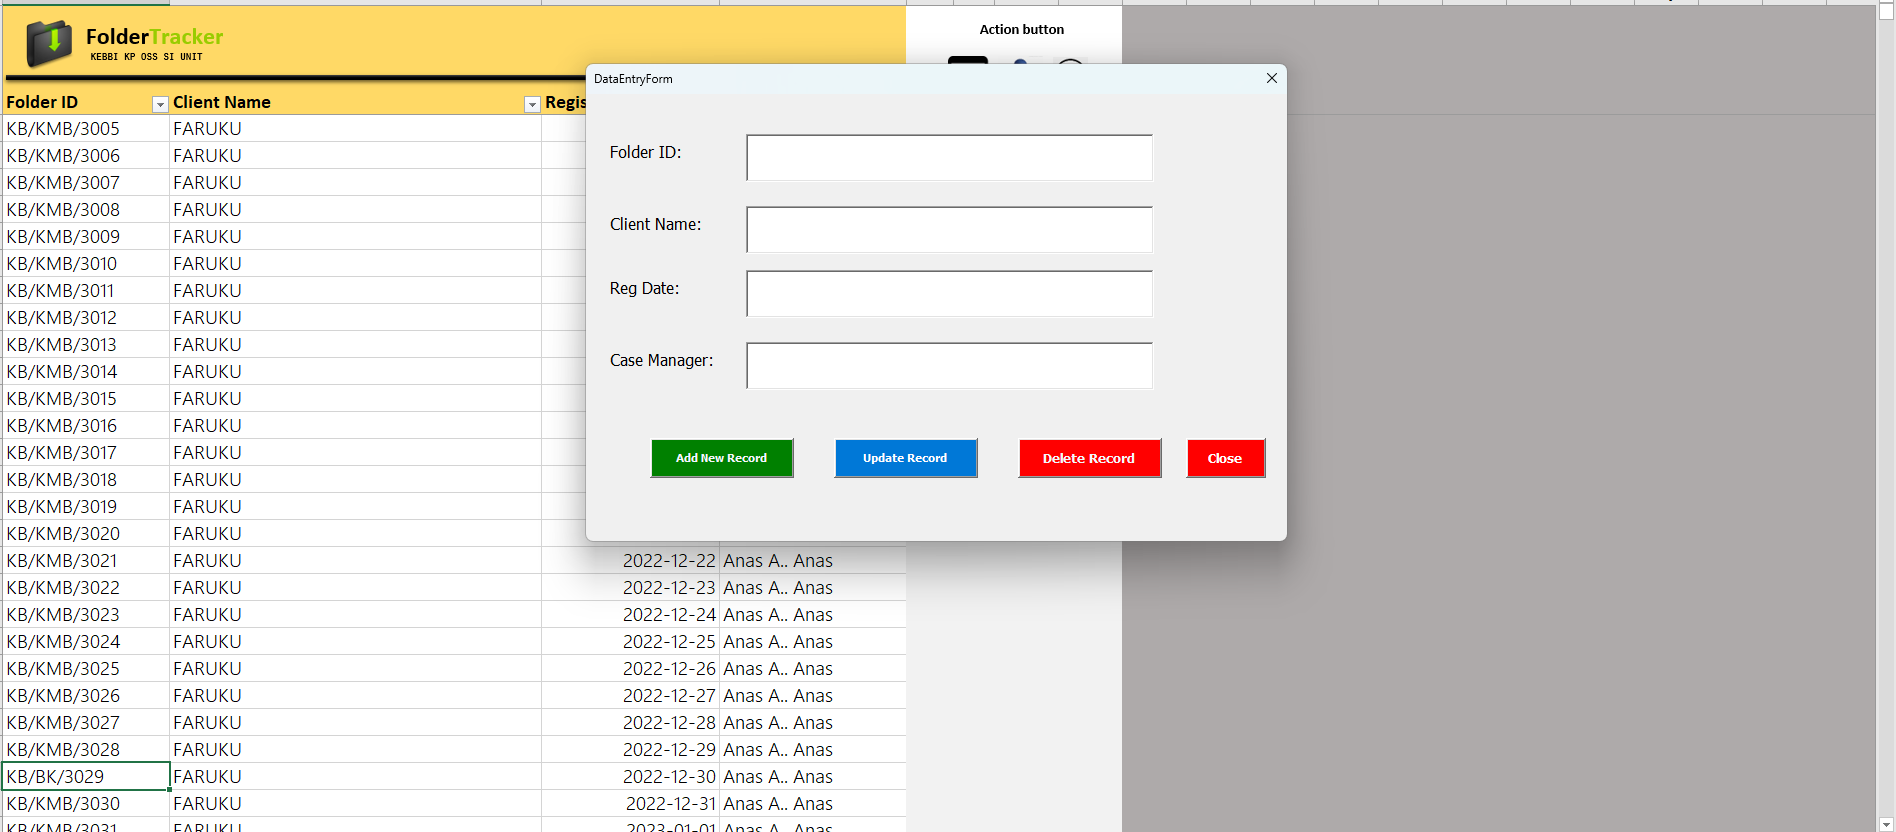 FolderTracker
KEBBI KP OSS SI UNIT
Action button
Folder ID Client Name Regis
KB/KMB/3005 FARUKU
KB/KMB/3006 FARUKU
KB/KMB/3007 FARUKU
KB/KMB/3008 FARUKU
KB/KMB/3009 FARUKU
KB/KMB/3010 FARUKU
KB/KMB/3011 FARUKU
KB/KMB/3012 FARUKU
KB/KMB/3013 FARUKU
KB/KMB/3014 FARUKU
KB/KMB/3015 FARUKU
KB/KMB/3016 FARUKU
KB/KMB/3017 FARUKU
KB/KMB/3018 FARUKU
KB/KMB/3019 FARUKU
KB/KMB/3020 FARUKU
KB/KMB/3021 FARUKU 2022-12-22 Anas A.. Anas
KB/KMB/3022 FARUKU 2022-12-23 Anas A.. Anas
KB/KMB/3023 FARUKU 2022-12-24 Anas A.. Anas
KB/KMB/3024 FARUKU 2022-12-25 Anas A.. Anas
KB/KMB/3025 FARUKU 2022-12-26 Anas A.. Anas
KB/KMB/3026 FARUKU 2022-12-27 Anas A.. Anas
KB/KMB/3027 FARUKU 2022-12-28 Anas A.. Anas
KB/KMB/3028 FARUKU 2022-12-29 Anas A.. Anas
KB/BK/3029 FARUKU 2022-12-30 Anas A.. Anas
KB/KMB/3030 FARUKU 2022-12-31 Anas A.. Anas
KB/KMB/3031 FARUKU 2023-01-01 Anas A.. Anas
DataEntryForm
Folder ID:
Client Name:
Reg Date:
Case Manager:
Add New Record Update Record Delete Record Close